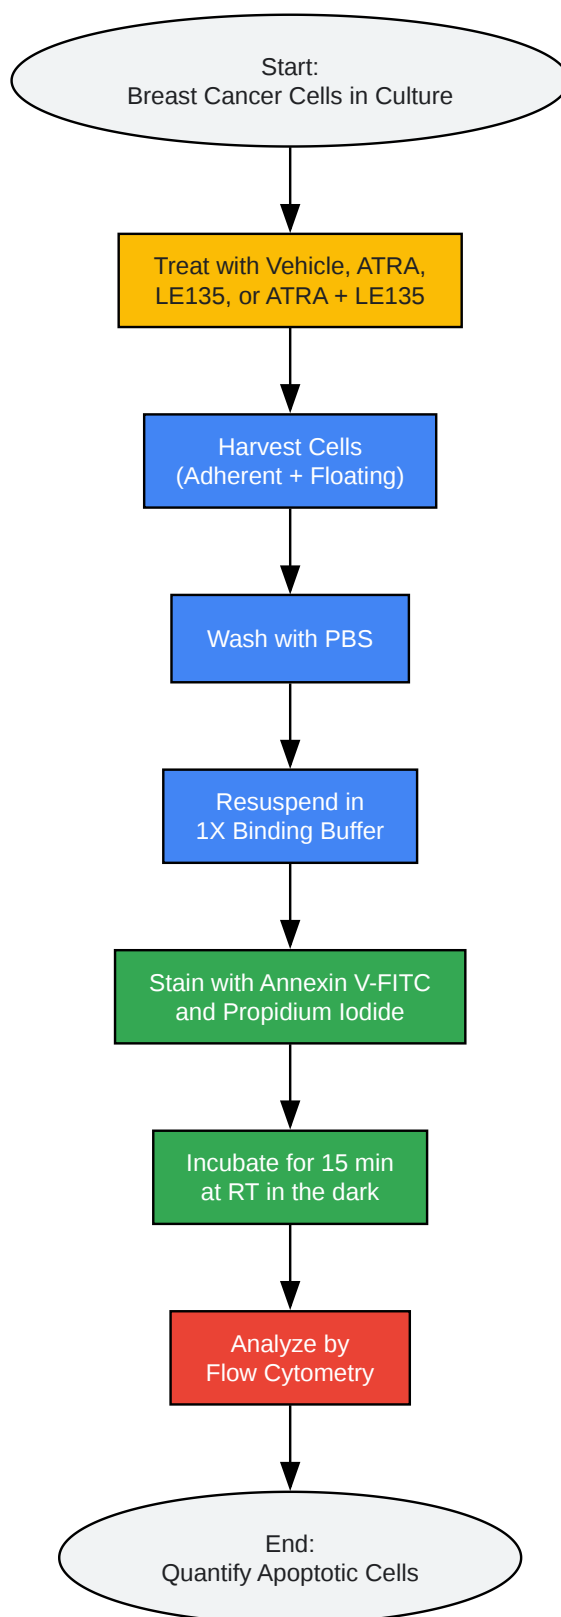 Start:
Breast Cancer Cells in Culture
Treat with Vehicle, ATRA,
LE135, or ATRA + LE135
Harvest Cells
(Adherent + Floating)
Wash with PBS
Resuspend in
1X Binding Buffer
Stain with Annexin V-FITC
and Propidium Iodide
Incubate for 15 min
at RT in the dark
Analyze by
Flow Cytometry
End:
Quantify Apoptotic Cells